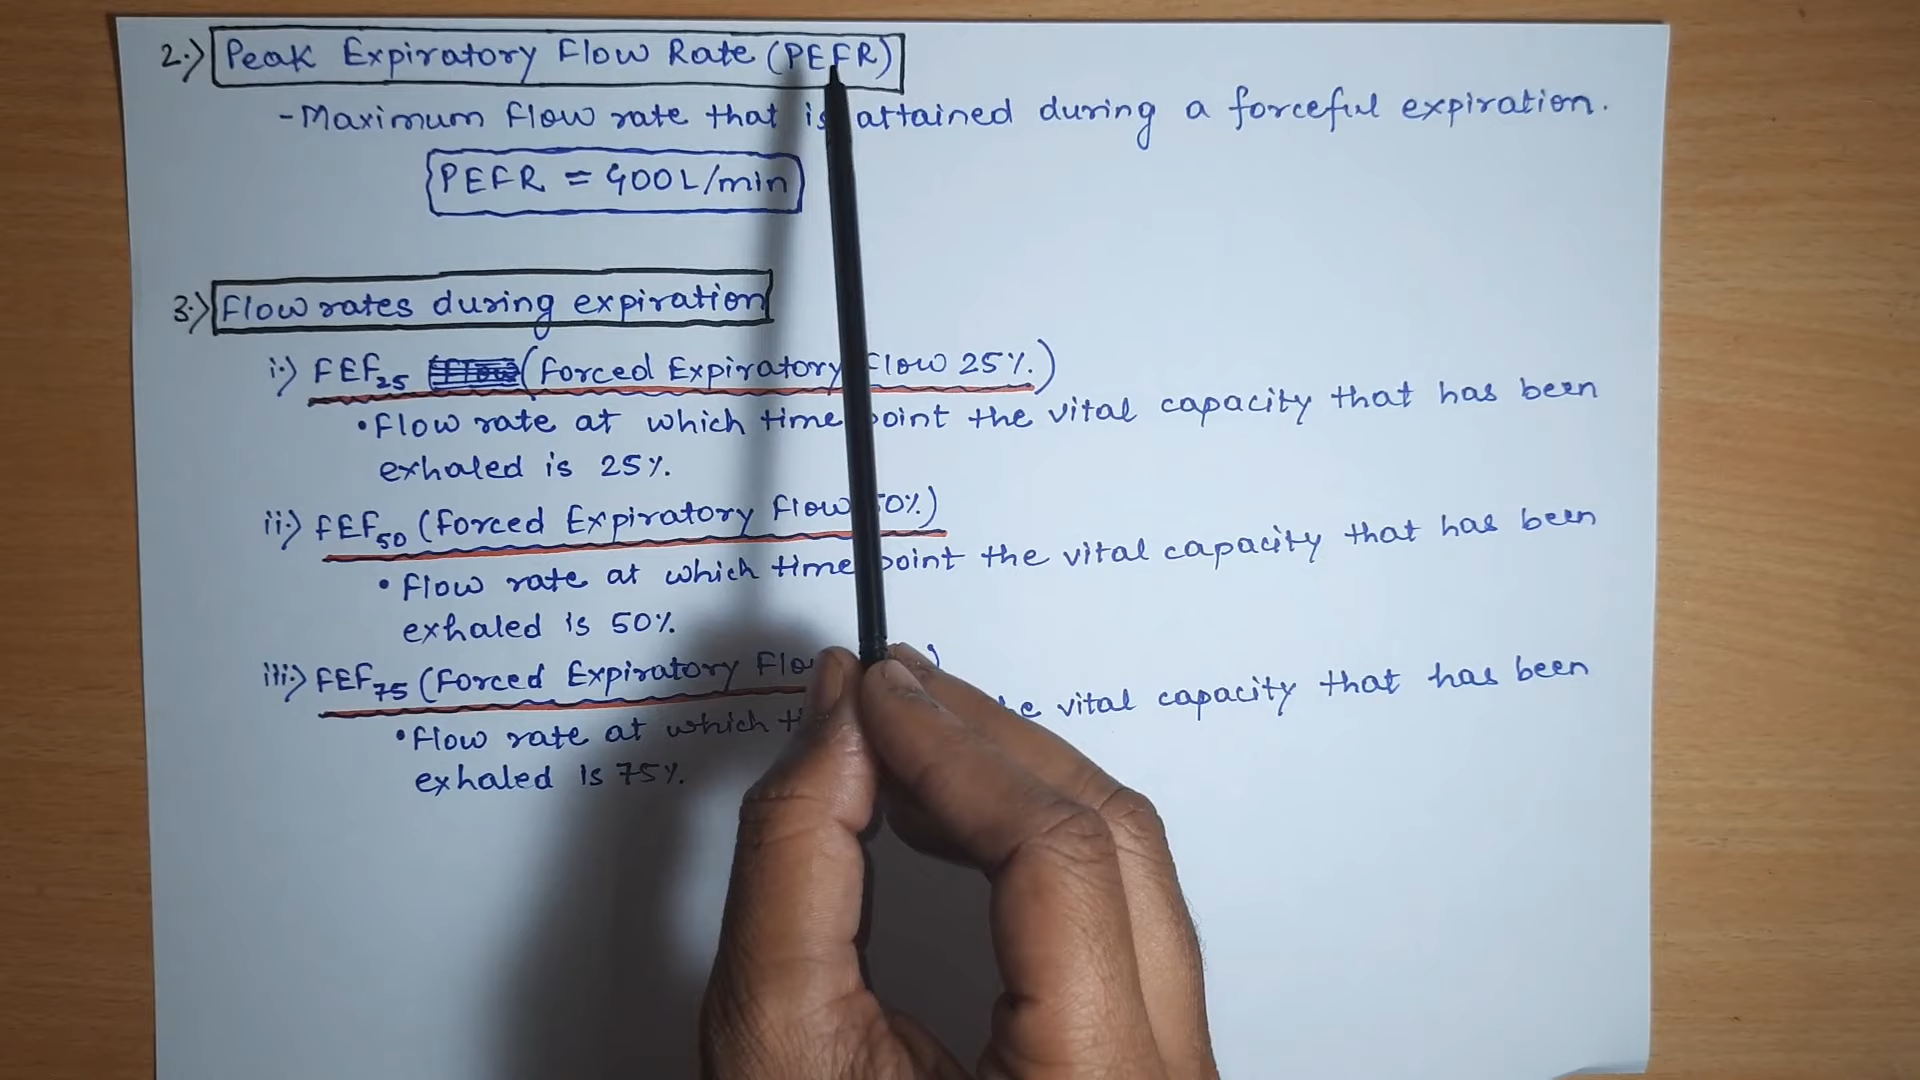 2.) Peak Expiratory Flow Rate (PEFR)
-Maximum flow rate that is attained during a forceful expiration.
PEFR = 400L/min
3.) Flow rates during expiration
i.) FEF25 (Forced Expiratory Flow 25%.)
• Flow rate at which time point the vital capacity that has been
exhaled is 25%.
ii.) FEF50 (Forced Expiratory Flow 50%)
• Flow rate at which time point the vital capacity that has been
exhaled is 50%.
iii.) FEF75 (Forced Expiratory
• Flow rate at which vital capacity that has been
exhaled is 75%.